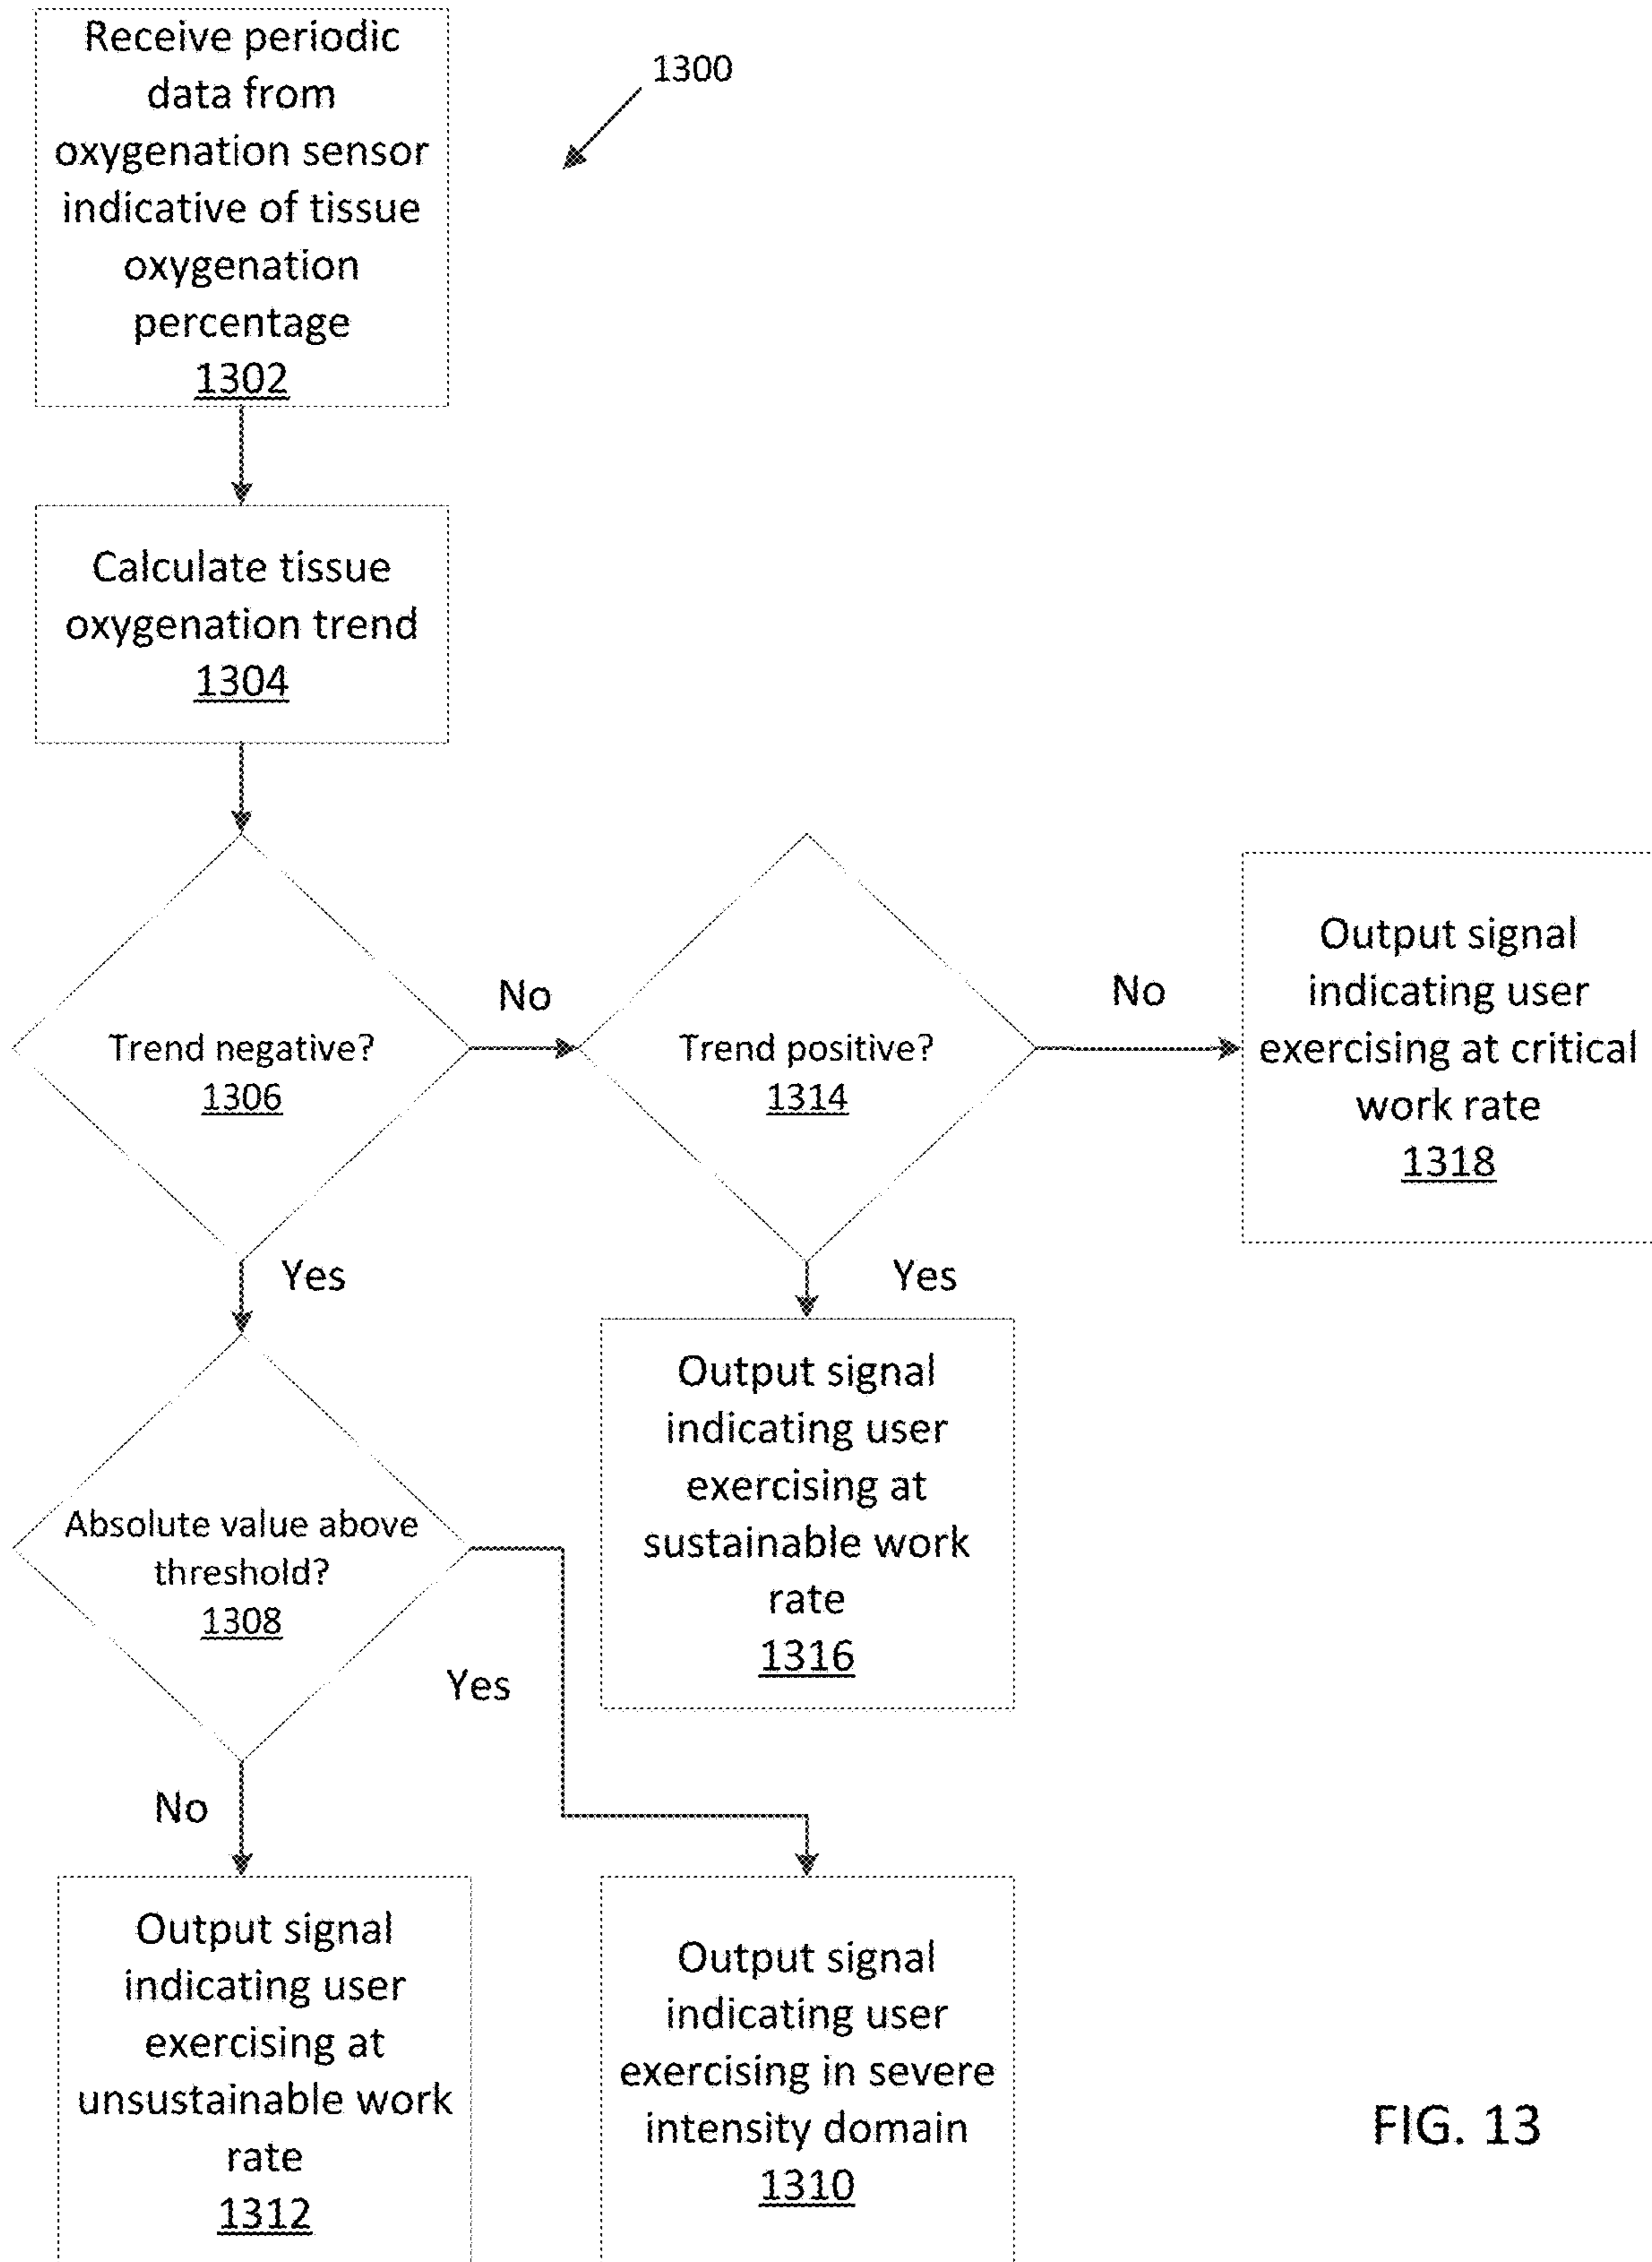 Receive periodic
data from
oxygenation sensor
indicative of tissue
oxygenation
percentage
1302
1300
Calculate tissue
oxygenation trend
1304
Trend negative?
1306
No
Trend positive?
1314
No
Output signal
indicating user
exercising at critical
work rate
1318
Yes
Yes
Absolute value above
threshold?
1308
Output signal
indicating user
exercising at
sustainable work
rate
1316
Yes
No
Output signal
indicating user
exercising at
unsustainable work
rate
1312
Output signal
indicating user
exercising in severe
intensity domain
1310
FIG. 13